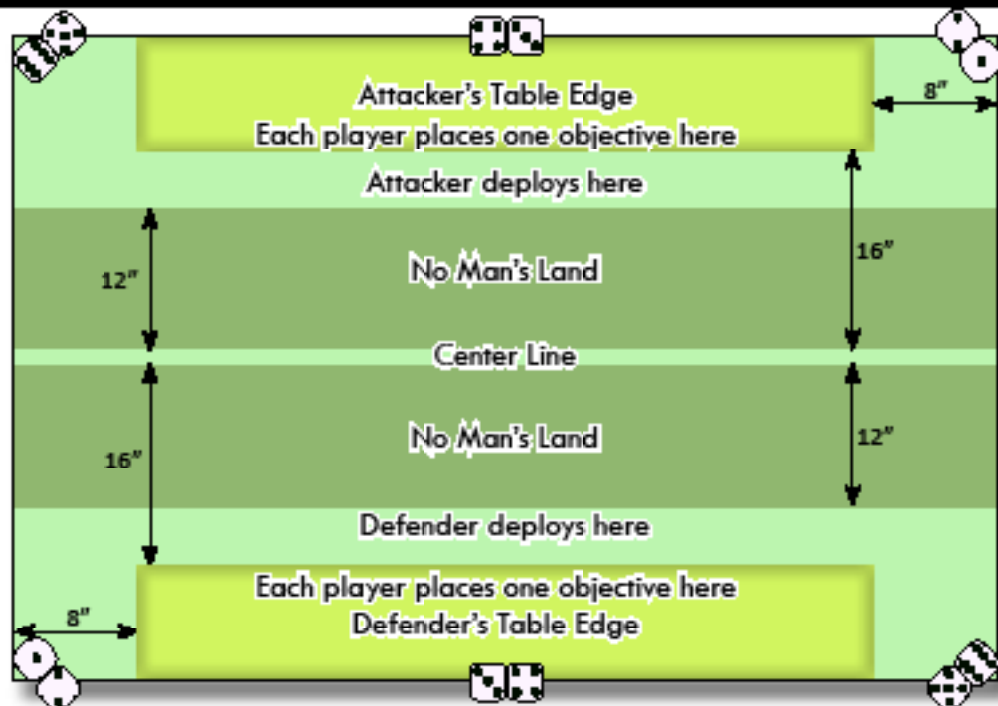 Attacker's Table Edge
8"
Each player places one objective here
Attacker deploys here
16"
No Man's Land
12"
Center Line
No Man's Land
12"
16"
Defender deploys here
Each player places one objective here
8"
Defender's Table Edge